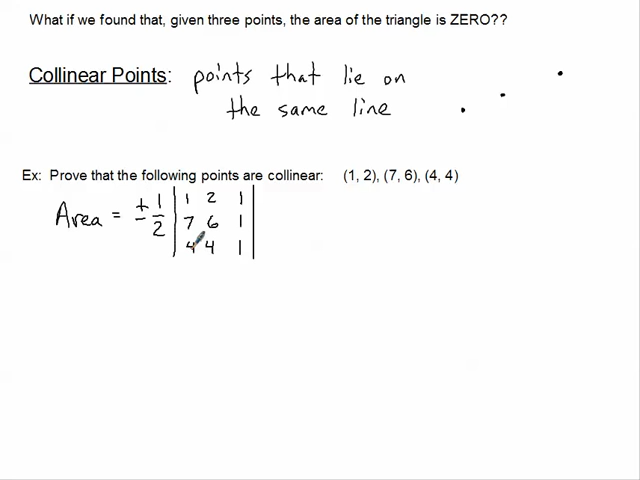 What if we found that, given three points, the area of the triangle is ZERO??
Collinear Points: points that lie on
the same line
Ex: Prove that the following points are collinear: (1, 2), (7, 6), (4, 4)
Area = ± 1/2 | 1 2 1 |
| 7 6 1 |
| 4 4 1 |